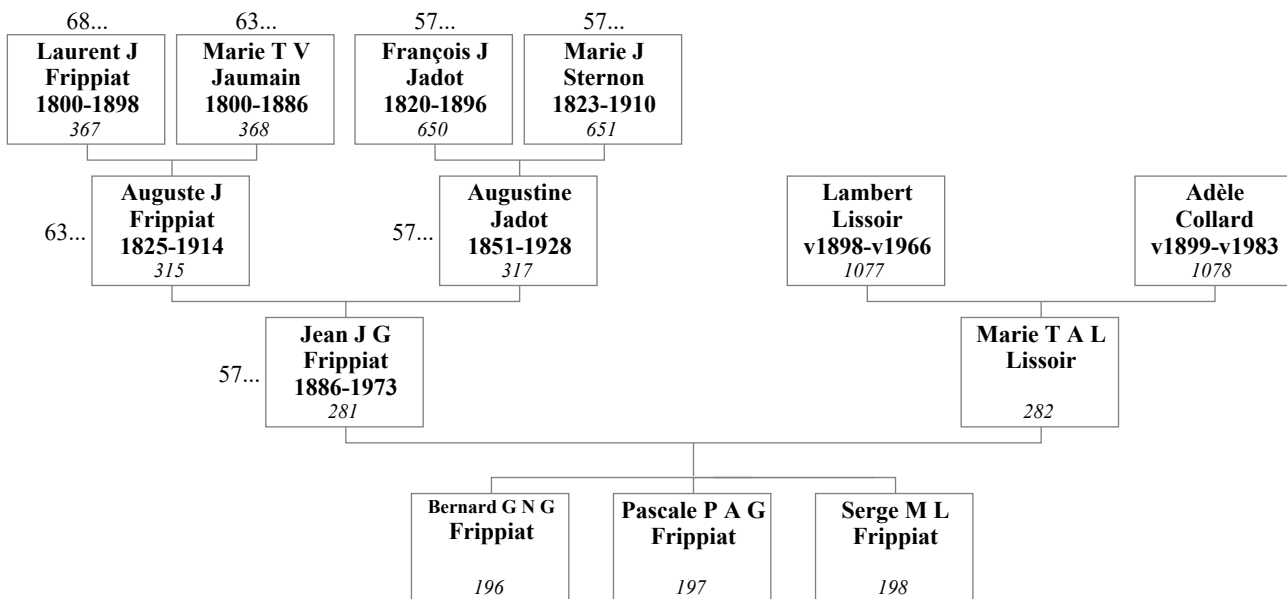 68...
63...
57...
57...
Laurent J
Frippiat
1800-1898
367
Marie T V
Jaumain
1800-1886
368
François J
Jadot
1820-1896
650
Marie J
Sternon
1823-1910
651
63...
Auguste J
Frippiat
1825-1914
315
57...
Augustine
Jadot
1851-1928
317
Lambert
Lissoir
v1898-v1966
1077
Adèle
Collard
v1899-v1983
1078
57...
Jean J G
Frippiat
1886-1973
281
Marie T A L
Lissoir
282
Bernard G N G
Frippiat
196
Pascale P A G
Frippiat
197
Serge M L
Frippiat
198